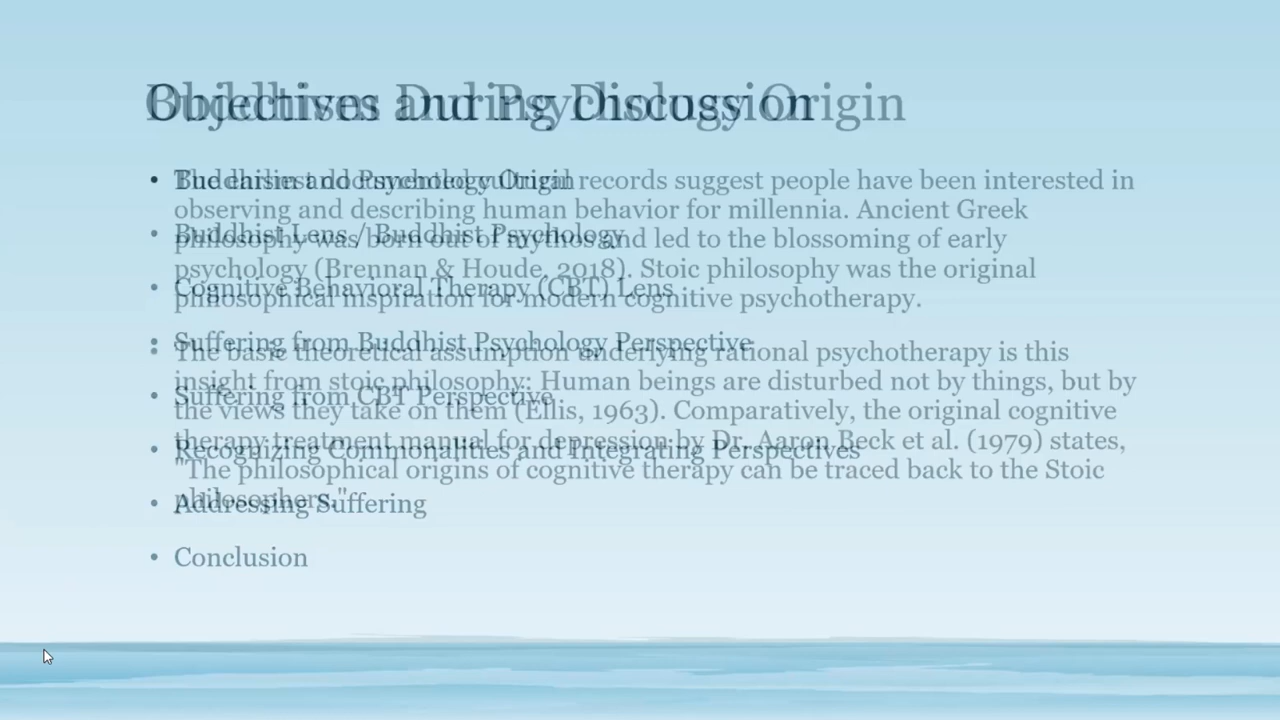 Objectives During Discussion
• Buddhism and Psychology Origin
• Buddhist Lens / Buddhist Psychology
• Cognitive Behavioral Therapy (CBT) Lens
• Suffering from Buddhist Psychology Perspective
• Suffering from CBT Perspective
• Recognizing Commonalities and Integrating Perspectives
• Addressing Suffering
• Conclusion
Buddhism and Psychology Origin
• The earliest documented cultural records suggest people have been interested in
observing and describing human behavior for millennia. Ancient Greek
philosophy was born out of mythos and led to the blossoming of early
psychology (Brennan & Houde, 2018). Stoic philosophy was the original
philosophical inspiration for modern cognitive psychotherapy.
• The basic theoretical assumption underlying rational psychotherapy is this
insight from stoic philosophy: Human beings are disturbed not by things, but by
the views they take on them (Ellis, 1963). Comparatively, the original cognitive
therapy treatment manual for depression by Dr. Aaron Beck et al. (1979) states,
"The philosophical origins of cognitive therapy can be traced back to the Stoic
philosophers."